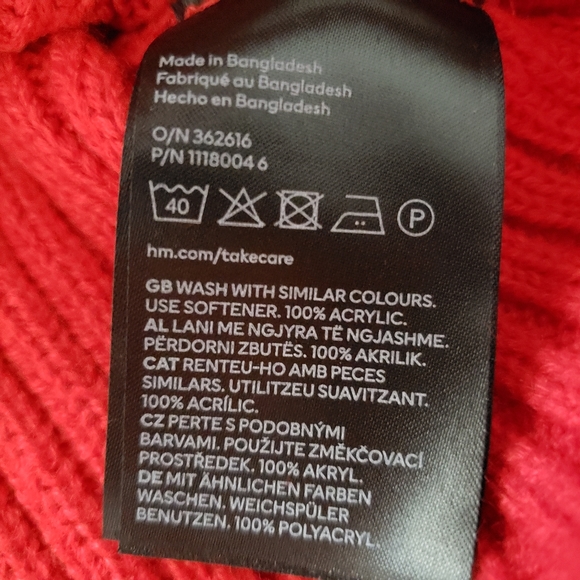 Made in Bangladesh
Fabriqué au Bangladesh
Hecho en Bangladesh
O/N 362616
P/N 1118004 6
40
P
hm.com/takecare
GB WASH WITH SIMILAR COLOURS.
USE SOFTENER. 100% ACRYLIC.
AL LANI ME NGJYRA TË NGJASHME.
PËRDORNI ZBUTËS. 100% AKRILIK.
CAT RENTEU-HO AMB PECES
SIMILARS. UTILITZEU SUAVITZANT.
100% ACRÍLIC.
CZ PERTE S PODOBNÝMI
BARVAMI. POUŽIJTE ZMĚKČOVACÍ
PROSTŘEDEK. 100% AKRYL.
DE MIT ÄHNLICHEN FARBEN
WASCHEN. WEICHSPÜLER
BENUTZEN. 100% POLYACRYL.